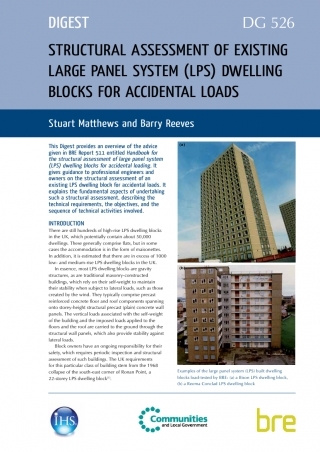 DIGEST
DG 526
STRUCTURAL ASSESSMENT OF EXISTING
LARGE PANEL SYSTEM (LPS) DWELLING
BLOCKS FOR ACCIDENTAL LOADS
Stuart Matthews and Barry Reeves
This Digest provides an overview of the advice
given in BRE Report 511 entitled Handbook for
the structural assessment of large panel system
(LPS) dwelling blocks for accidental loading. It
gives guidance to professional engineers and
owners on the structural assessment of an
existing LPS dwelling block for accidental loads. It
explains the fundamental aspects of undertaking
such a structural assessment, describing the
technical requirements, the objectives, and the
sequence of technical activities involved.
INTRODUCTION
There are still hundreds of high-rise LPS dwelling blocks
in the UK, which potentially contain about 50,000
dwellings. These generally comprise flats, but in some
cases the accommodation is in the form of maisonettes.
In addition, it is estimated that there are in excess of 1000
low- and medium-rise LPS dwelling blocks in the UK.
In essence, most LPS dwelling blocks are gravity
structures, as are traditional masonry-constructed
buildings, which rely on their self-weight to maintain
their stability when subject to lateral loads, such as those
created by the wind. They typically comprise precast
reinforced concrete floor and roof components spanning
onto storey-height structural precast (plain) concrete wall
panels. The vertical loads associated with the self-weight
of the building and the imposed loads applied to the
floors and the roof are carried to the ground through the
structural wall panels, which also provide stability against
lateral loads.
Block owners have an ongoing responsibility for their
safety, which requires periodic inspection and structural
assessment of such buildings. The UK requirements
for this particular class of building stem from the 1968
collapse of the south-east corner of Ronan Point, a
22-storey LPS dwelling block
(a)
(b)
Examples of the large panel system (LPS) built dwelling
blocks load-tested by BRE: (a) a Bison LPS dwelling block,
(b) a Reema Conclad LPS dwelling block
IHS
Communities
and Local Government
bre